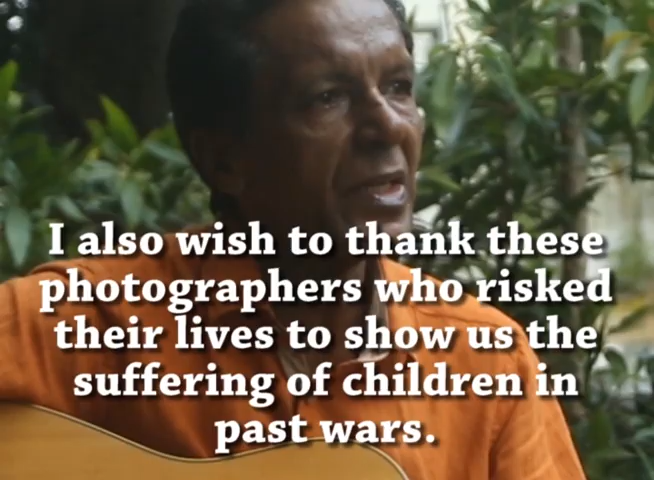 I also wish to thank these
photographers who risked
their lives to show us the
suffering of children in
past wars.